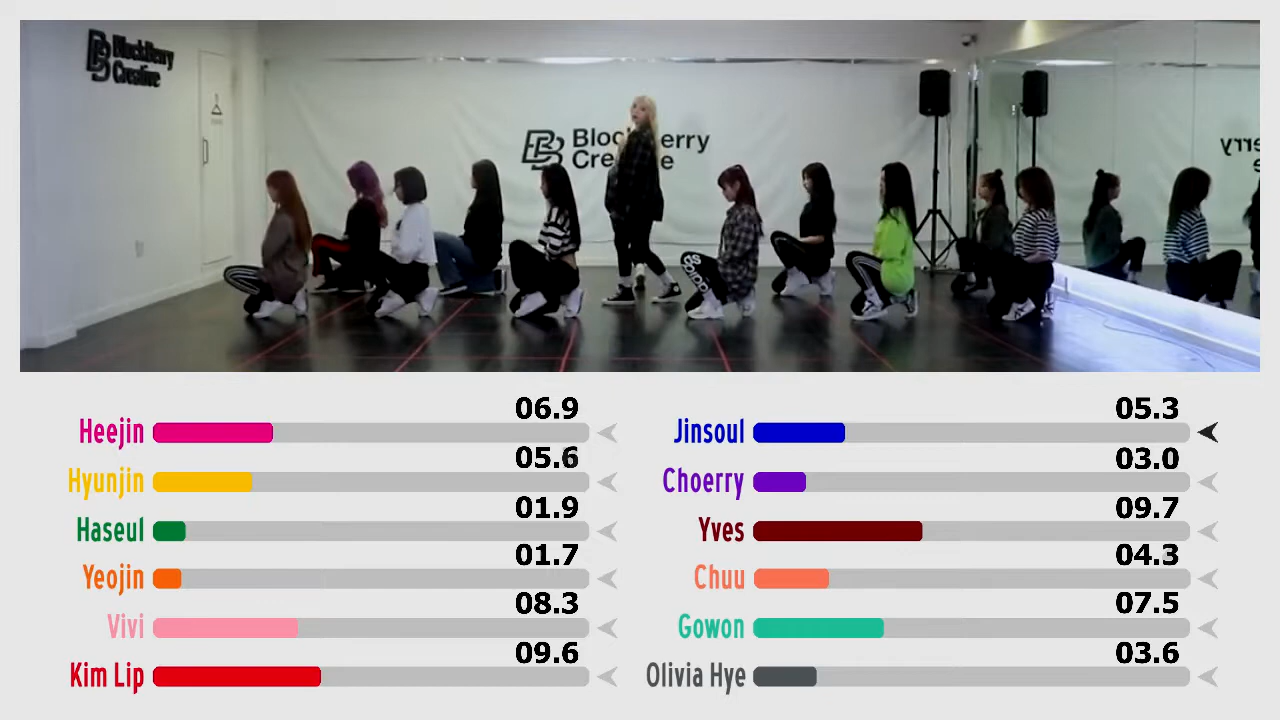 BlockBerry
Creative
BlockBerry
Creative
Heejin 06.9
Hyunjin 05.6
Haseul 01.9
Yeojin 01.7
Vivi 08.3
Kim Lip 09.6
Jinsoul 05.3
Choerry 03.0
Yves 09.7
Chuu 04.3
Gowon 07.5
Olivia Hye 03.6